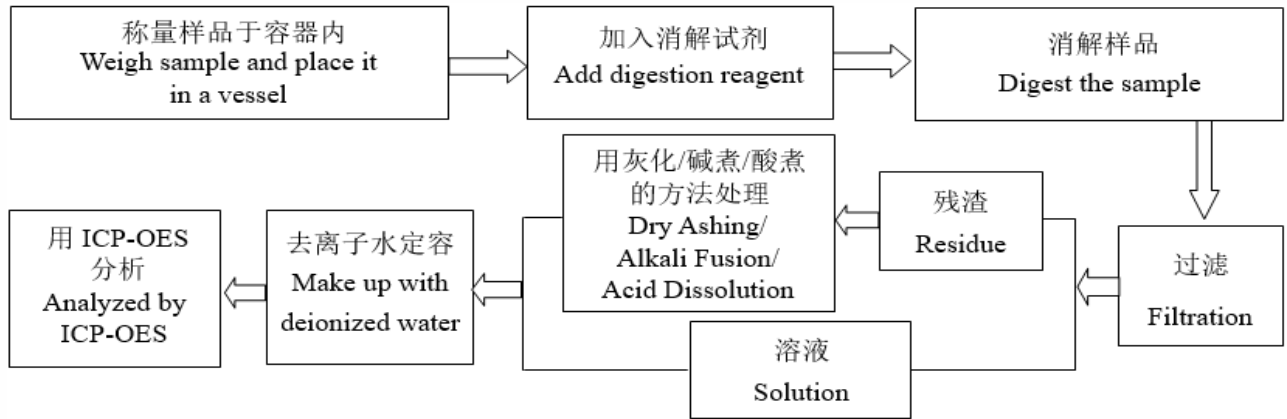 称量样品于容器内
Weigh sample and place it
in a vessel
加入消解试剂
Add digestion reagent
消解样品
Digest the sample
过滤
Filtration
残渣
Residue
用灰化/碱煮/酸煮
的方法处理
Dry Ashing/
Alkali Fusion/
Acid Dissolution
溶液
Solution
去离子水定容
Make up with
deionized water
用 ICP-OES
分析
Analyzed by
ICP-OES